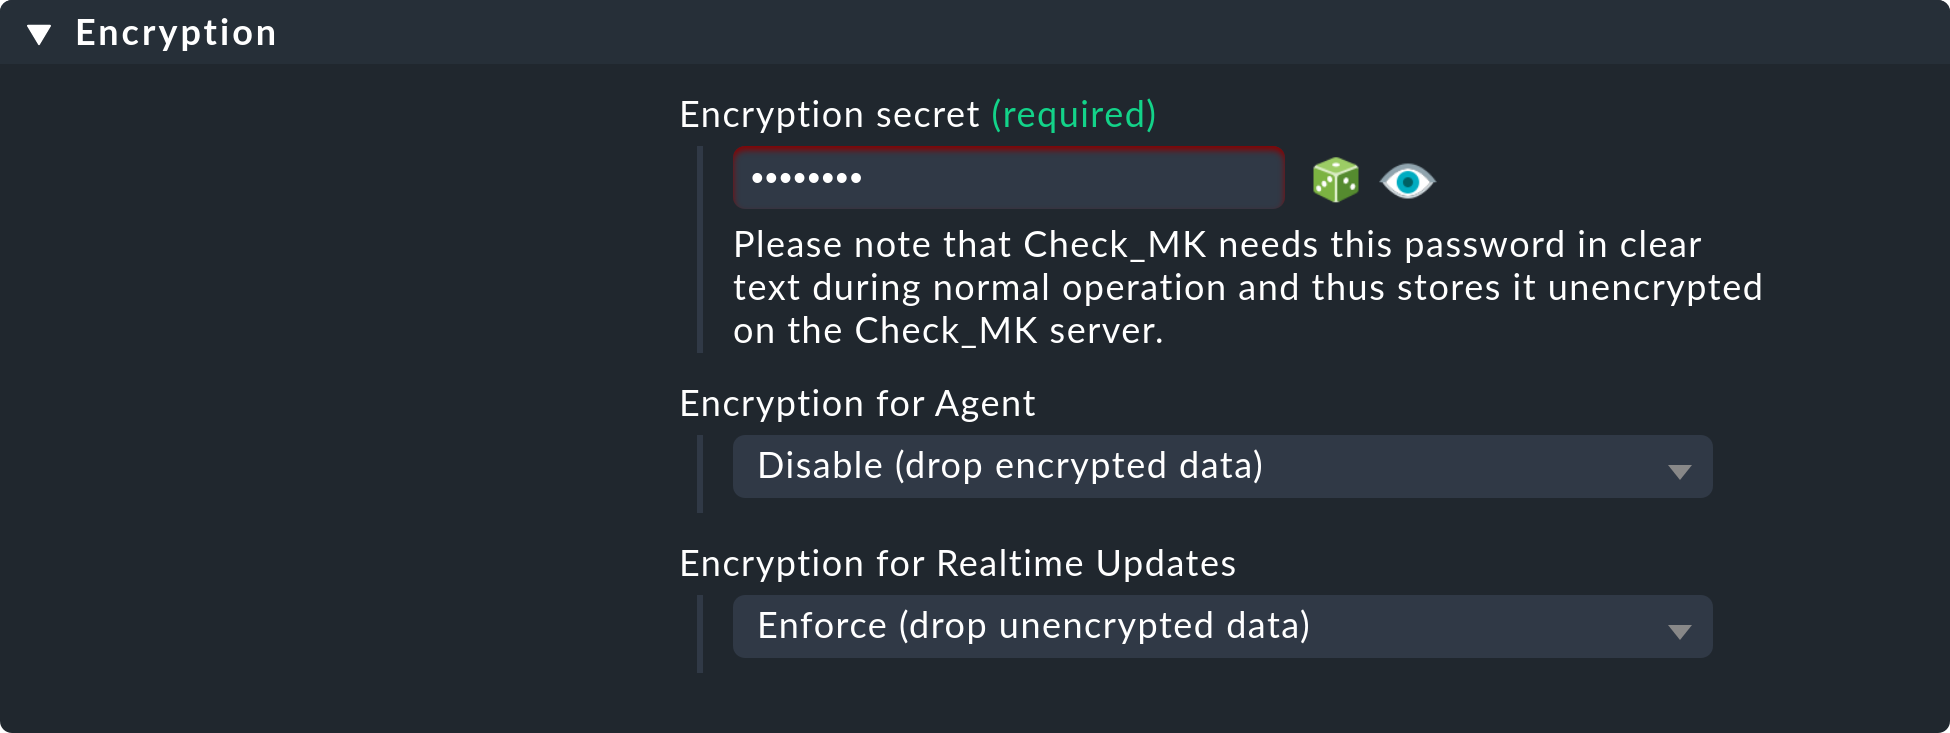 Encryption
Encryption secret (required)
••••••••
Please note that Check_MK needs this password in clear
text during normal operation and thus stores it unencrypted
on the Check_MK server.
Encryption for Agent
Disable (drop encrypted data)
Encryption for Realtime Updates
Enforce (drop unencrypted data)